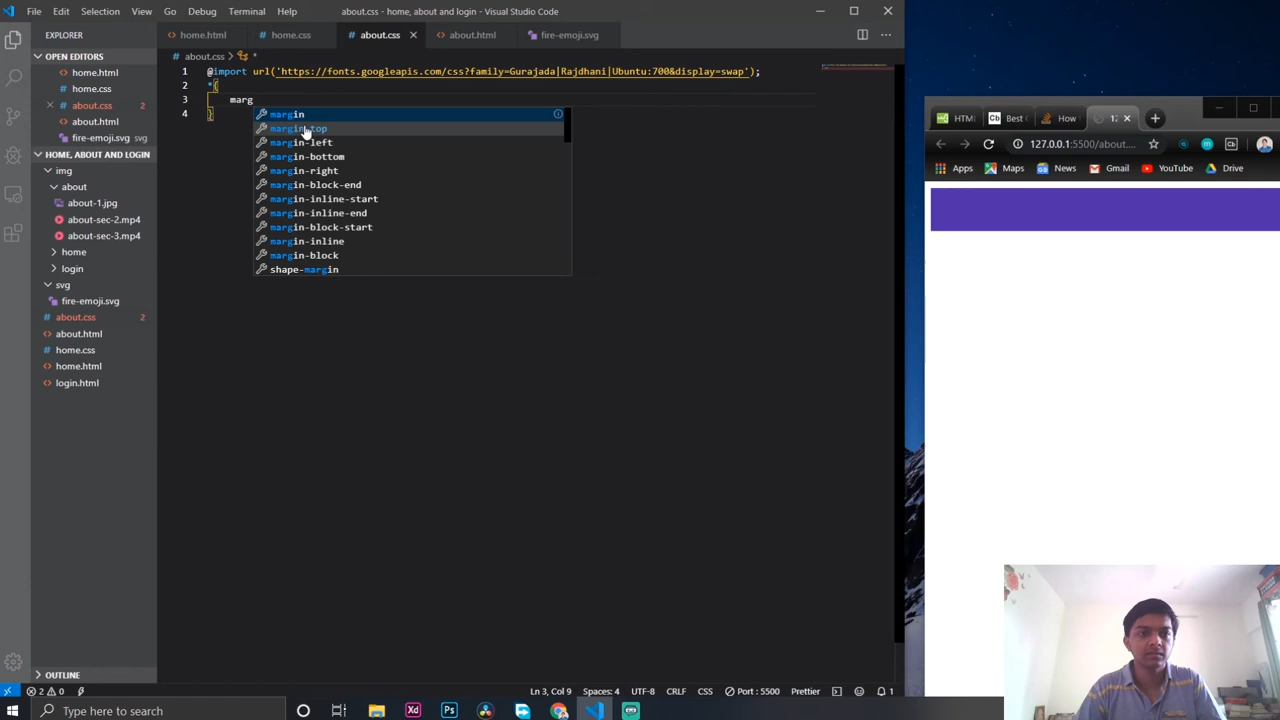 File Edit Selection View Go Debug Terminal Help
about.css - home, about and login - Visual Studio Code
EXPLORER
OPEN EDITORS
home.html
home.css
about.css 2
about.html
fire-emoji.svg svg
HOME, ABOUT AND LOGIN
img
about
about-1.jpg
about-sec-2.mp4
about-sec-3.mp4
home
login
svg
fire-emoji.svg
about.css 2
about.html
home.css
home.html
login.html
OUTLINE
home.html home.css about.css about.html fire-emoji.svg
about.css > *
1 @import url('https://fonts.googleapis.com/css?family=Gurajada|Rajdhani|Ubuntu:700&display=swap');
2 *{
3 marg
4 }
margin
margin-top
margin-left
margin-bottom
margin-right
margin-block-end
margin-inline-start
margin-inline-end
margin-block-start
margin-inline
margin-block
shape-margin
2 0
Ln 3, Col 9 Spaces: 4 UTF-8 CRLF CSS Port : 5500 Prettier 1
HTM Best C How 12
127.0.0.1:5500/about....
Apps Maps News Gmail YouTube Drive
Type here to search